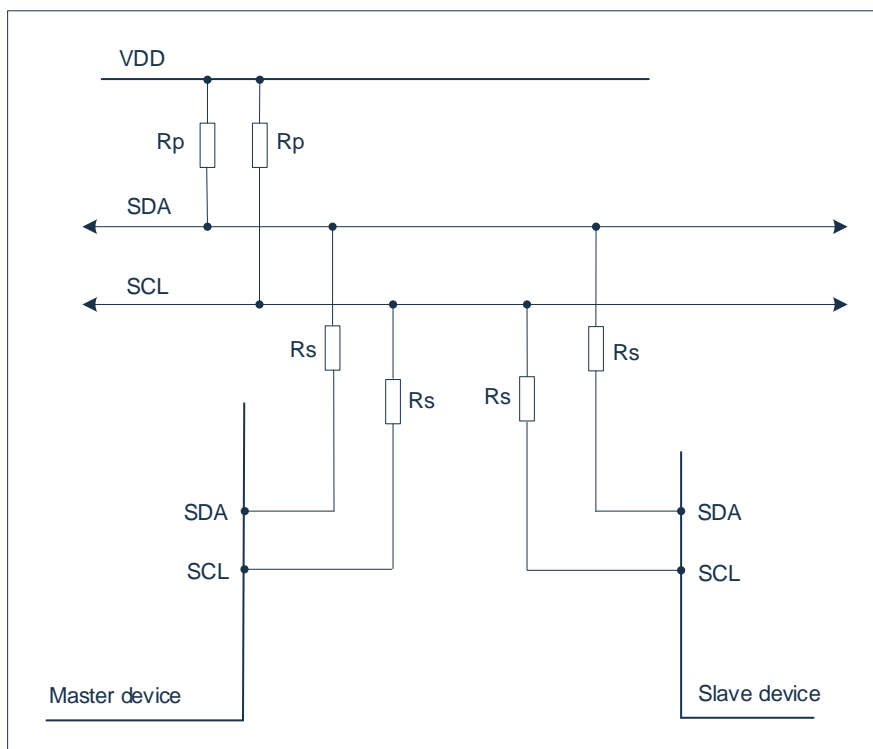 VDD
Rp
Rp
SDA
SCL
Rs
Rs
Rs
Rs
SDA
SDA
SCL
SCL
Master device
Slave device